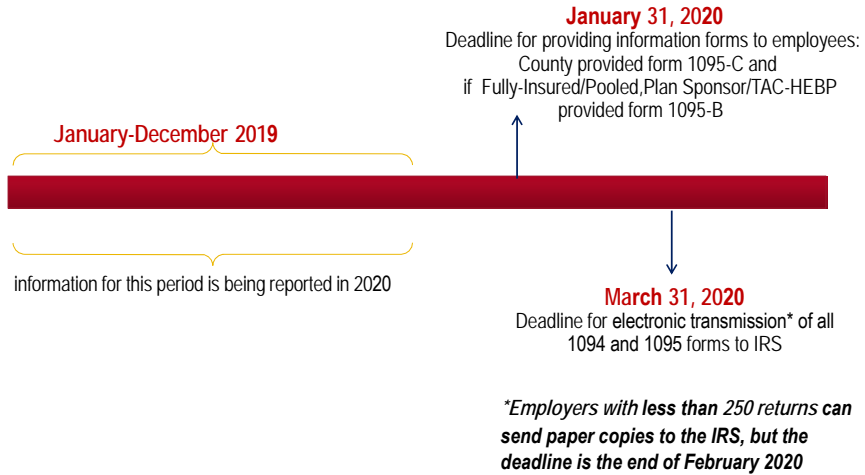 January 31, 2020
Deadline for providing information forms to employees:
County provided form 1095-C and
if Fully-Insured/Pooled,Plan Sponsor/TAC-HEBP
provided form 1095-B
January-December 2019
information for this period is being reported in 2020
March 31, 2020
Deadline for electronic transmission* of all
1094 and 1095 forms to IRS
*Employers with less than 250 returns can
send paper copies to the IRS, but the
deadline is the end of February 2020